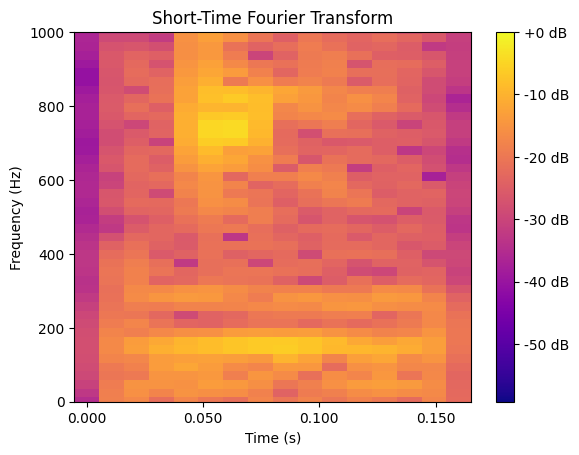 Short-Time Fourier Transform
1000
800
600
400
200
0
Frequency (Hz)
0.000
0.050
0.100
0.150
Time (s)
+0 dB
-10 dB
-20 dB
-30 dB
-40 dB
-50 dB